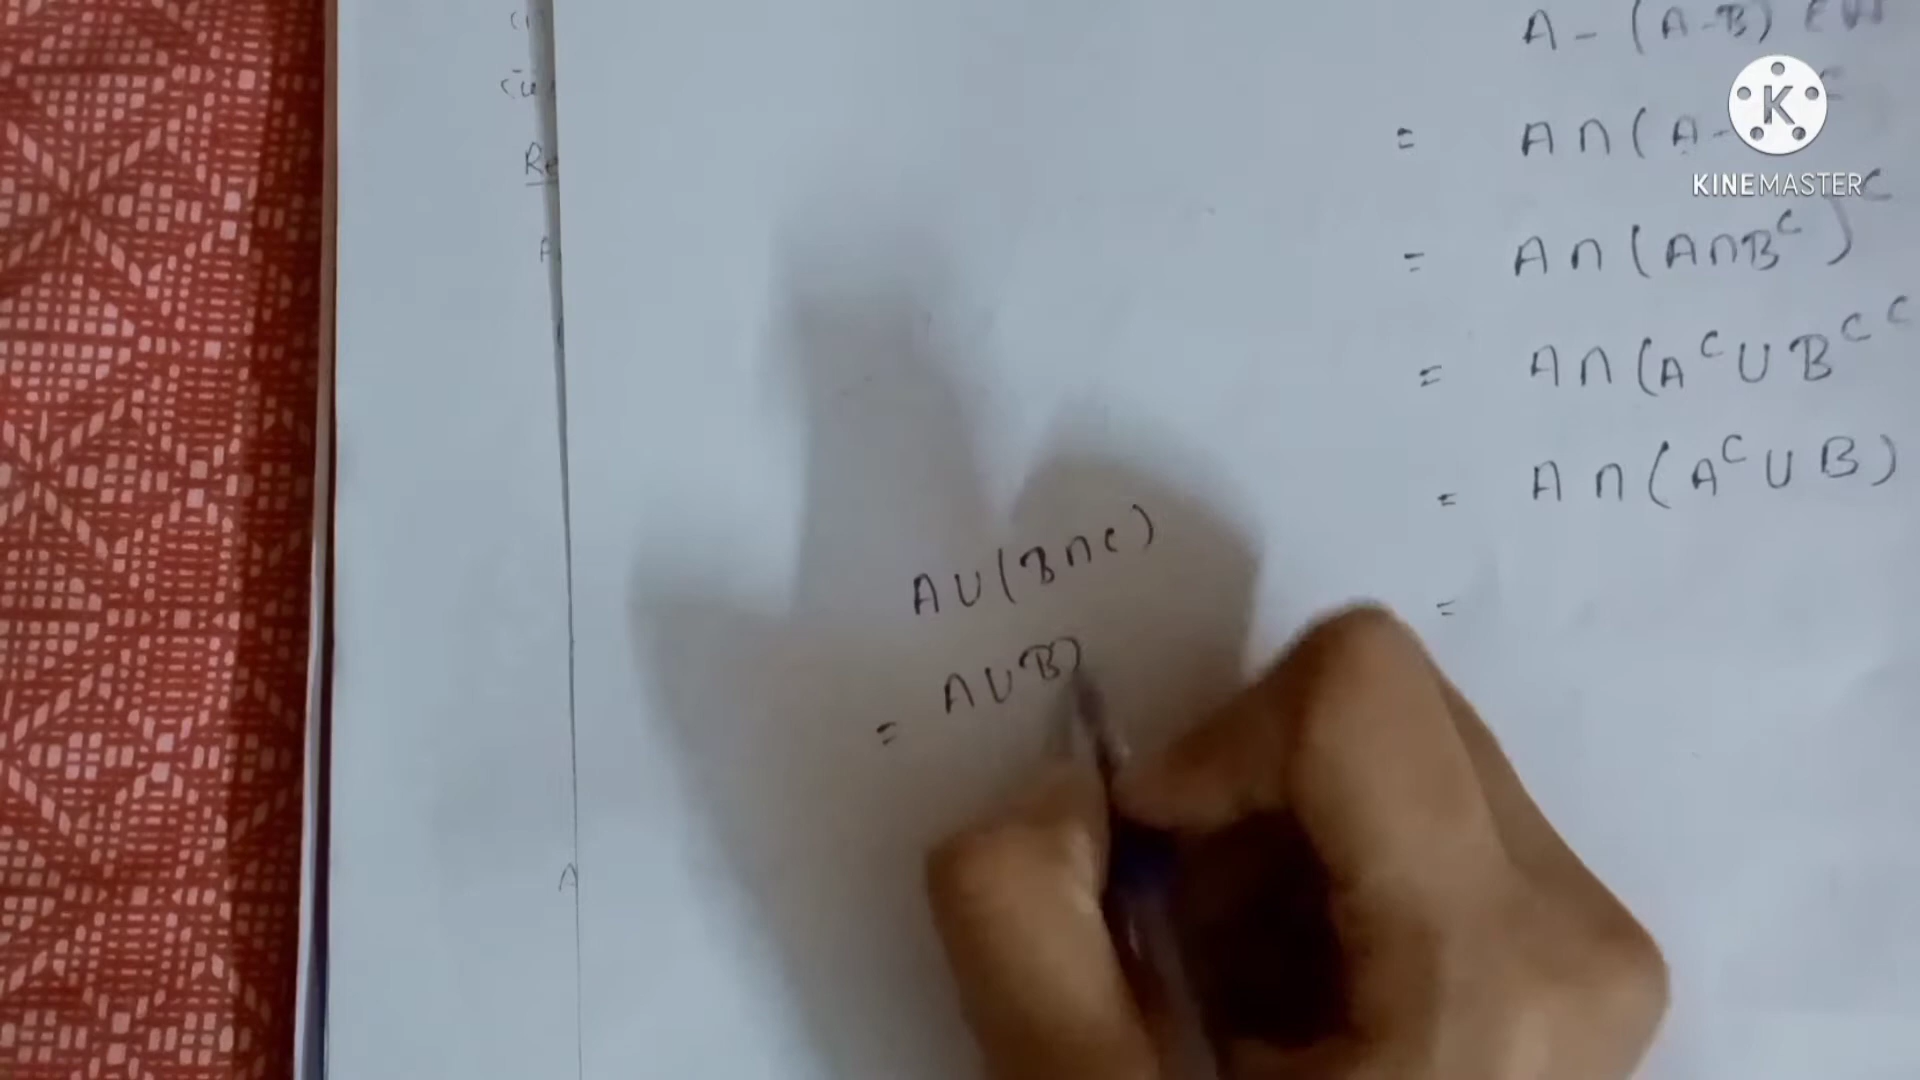 A - (A-B)
= A ∩ (A -
KINEMASTER
= A ∩ (A ∩ B^c)^c
= A ∩ (A^c ∪ B^c^c
= A ∩ (A^c ∪ B)
=
A ∪ (B ∩ C)
= A ∪ B)
A